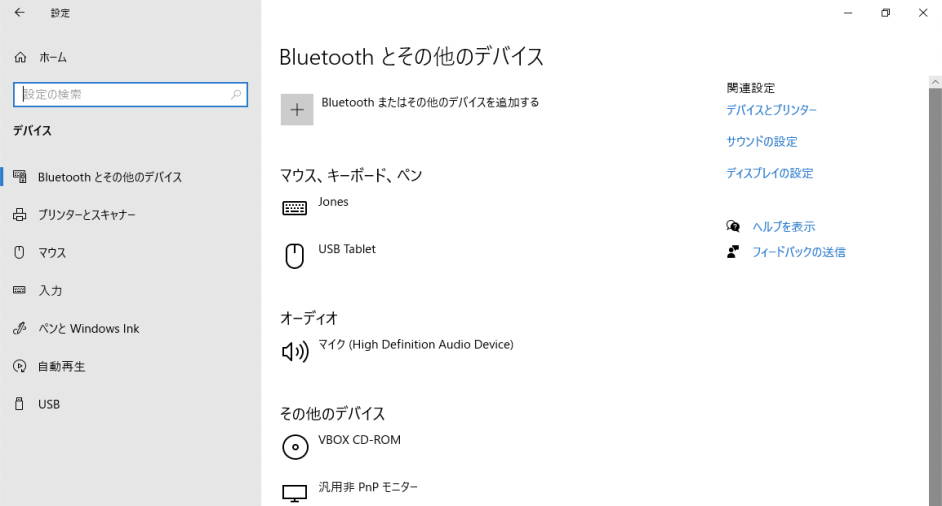 設定
ホーム
設定の検索
デバイス
Bluetooth とその他のデバイス
プリンターとスキャナー
マウス
入力
ペンと Windows Ink
自動再生
USB
Bluetooth とその他のデバイス
Bluetooth またはその他のデバイスを追加する
マウス、キーボード、ペン
Jones
USB Tablet
オーディオ
マイク (High Definition Audio Device)
その他のデバイス
VBOX CD-ROM
汎用非 PnP モニター
関連設定
デバイスとプリンター
サウンドの設定
ディスプレイの設定
ヘルプを表示
フィードバックの送信